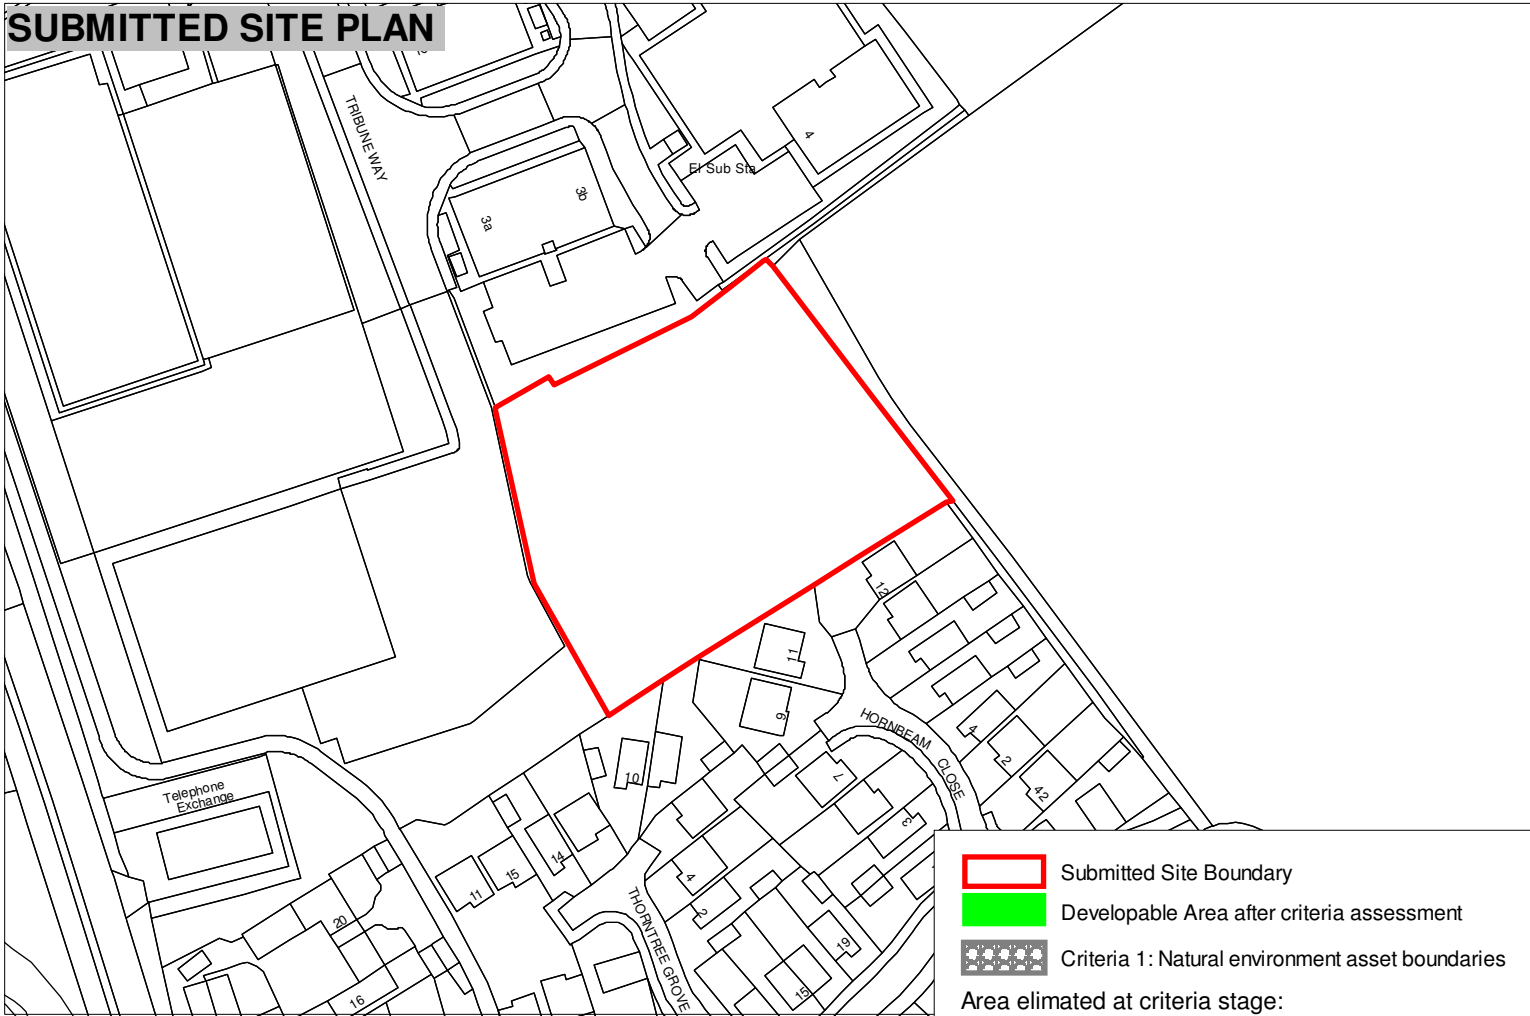 SUBMITTED SITE PLAN
TRIBUNE WAY
4
El Sub Sta
3b
3a
12
11
9
HORNBEAM CLOSE
4
2
42
7
3
10
Telephone
Exchange
14
15
11
4
2
THORNTREE GROVE
20
19
15
16
Submitted Site Boundary
Developable Area after criteria assessment
Criteria 1: Natural environment asset boundaries
Area elimated at criteria stage: